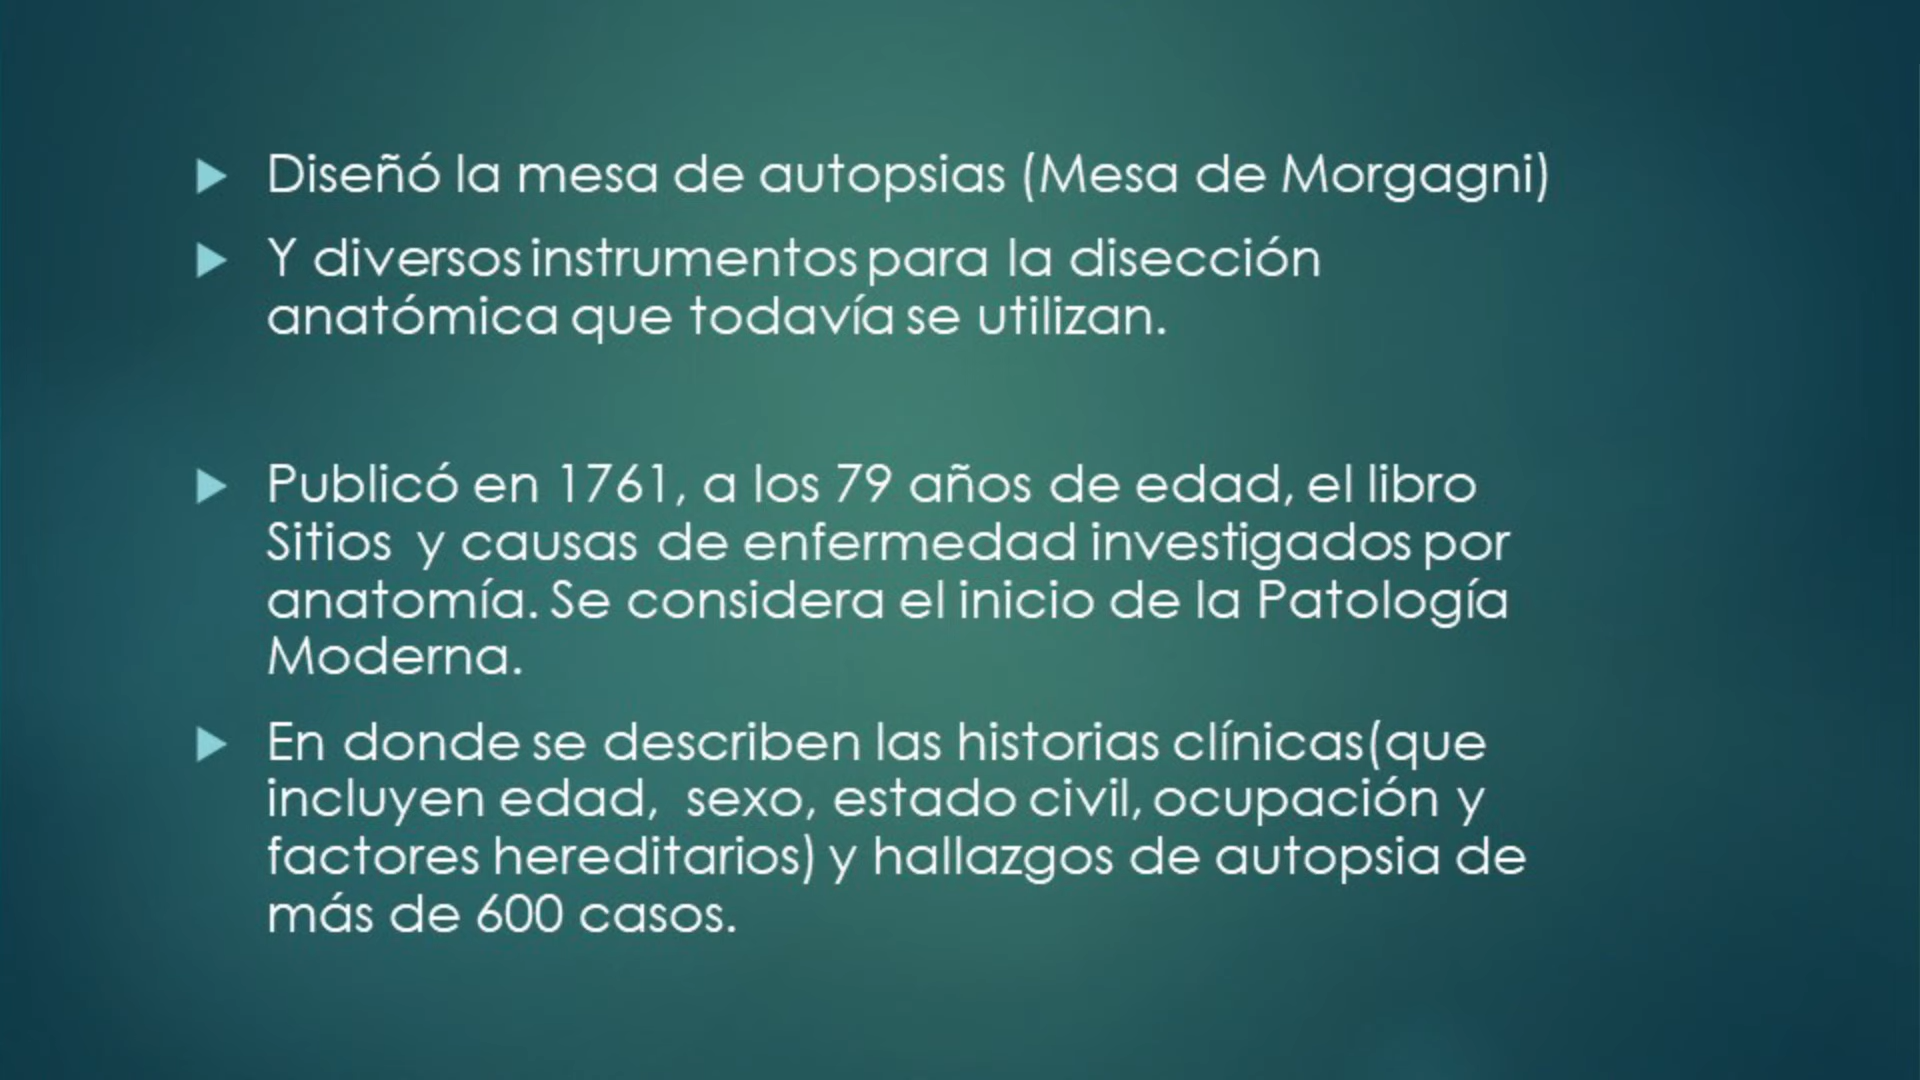 Diseñó la mesa de autopsias (Mesa de Morgagni)
Y diversos instrumentos para la disección
anatómica que todavía se utilizan.
Publicó en 1761, a los 79 años de edad, el libro
Sitios y causas de enfermedad investigados por
anatomía. Se considera el inicio de la Patología
Moderna.
En donde se describen las historias clínicas(que
incluyen edad, sexo, estado civil, ocupación y
factores hereditarios) y hallazgos de autopsia de
más de 600 casos.